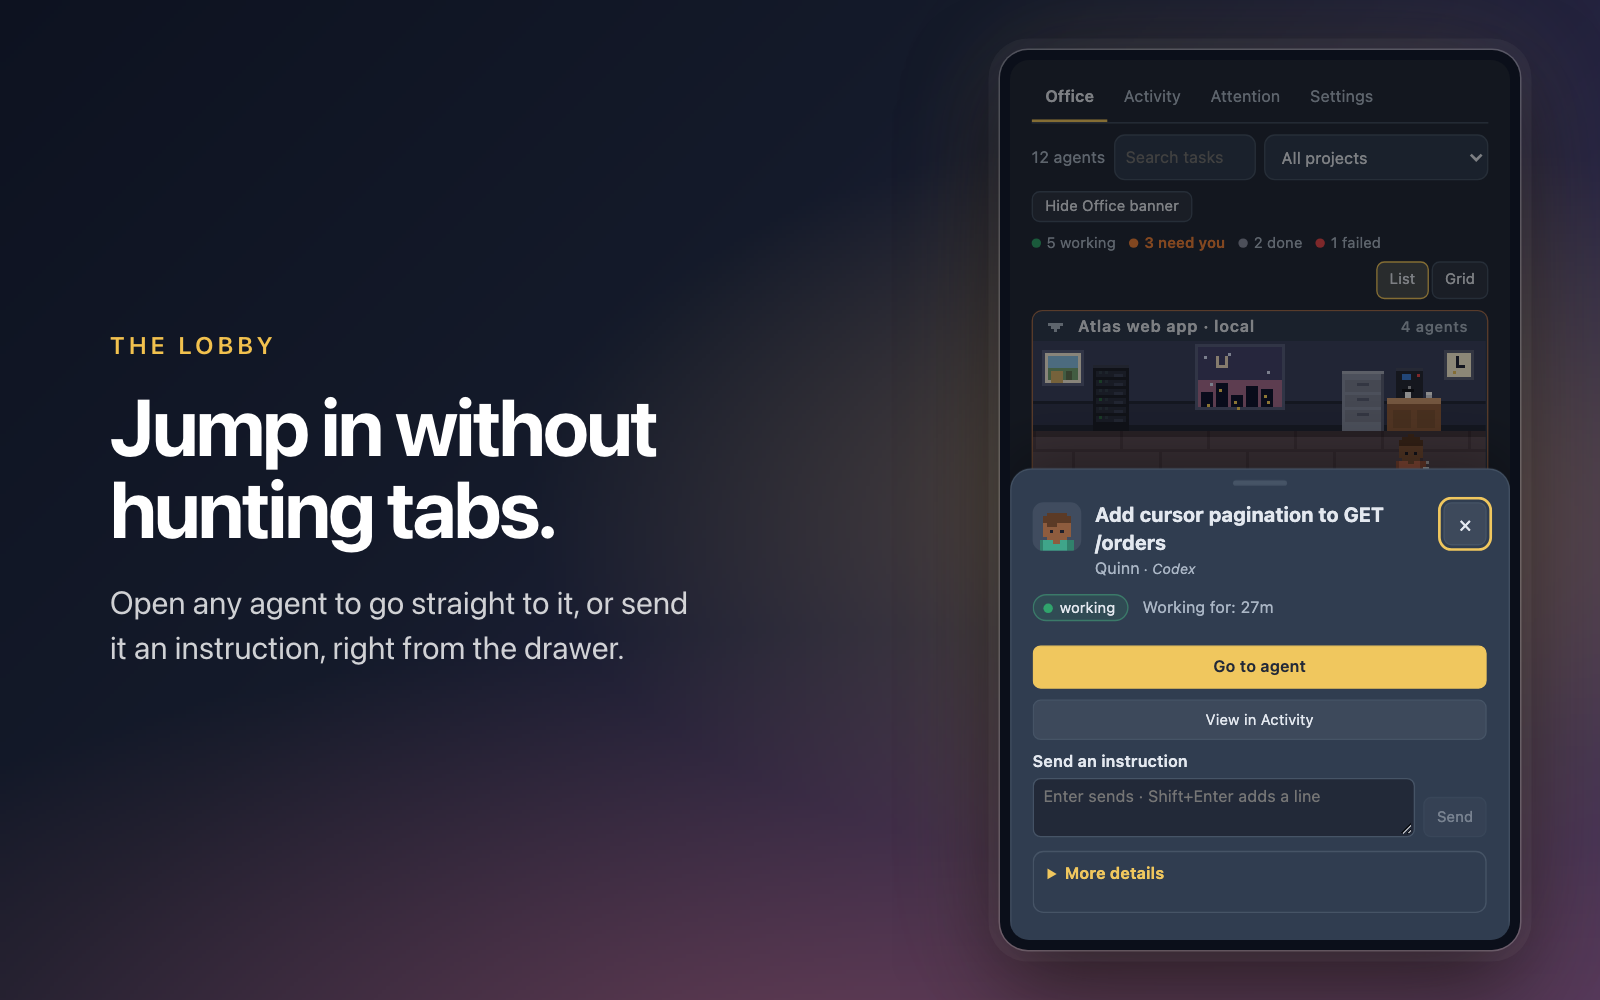 THE LOBBY
Jump in without
hunting tabs.
Open any agent to go straight to it, or send
it an instruction, right from the drawer.
Office Activity Attention Settings
12 agents Search tasks All projects
Hide Office banner
5 working 3 need you 2 done 1 failed
List Grid
Atlas web app · local 4 agents
Add cursor pagination to GET
/orders
Quinn · Codex
×
working Working for: 27m
Go to agent
View in Activity
Send an instruction
Enter sends · Shift+Enter adds a line
Send
More details